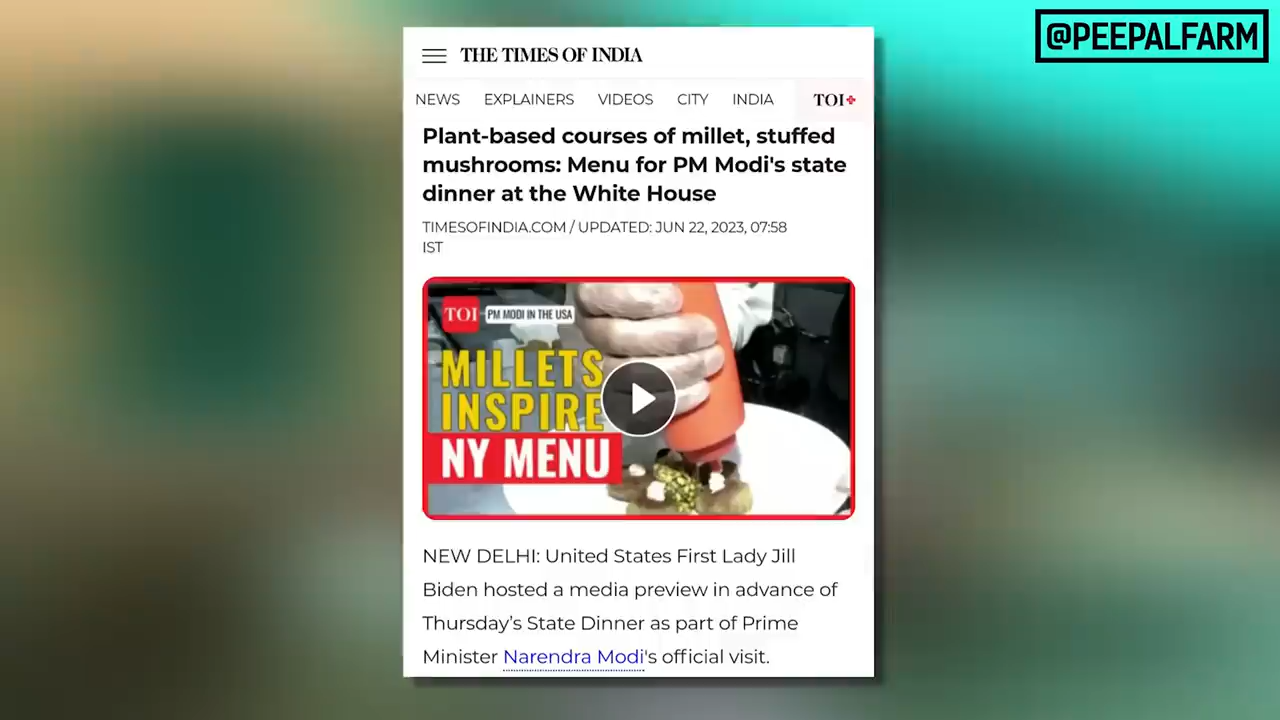 @PEEPALFARM
THE TIMES OF INDIA
NEWS EXPLAINERS VIDEOS CITY INDIA TOI+
Plant-based courses of millet, stuffed
mushrooms: Menu for PM Modi's state
dinner at the White House
TIMESOFINDIA.COM / UPDATED: JUN 22, 2023, 07:58
IST
TOI PM MODI IN THE USA
MILLETS
INSPIRE
NY MENU
NEW DELHI: United States First Lady Jill
Biden hosted a media preview in advance of
Thursday's State Dinner as part of Prime
Minister Narendra Modi's official visit.